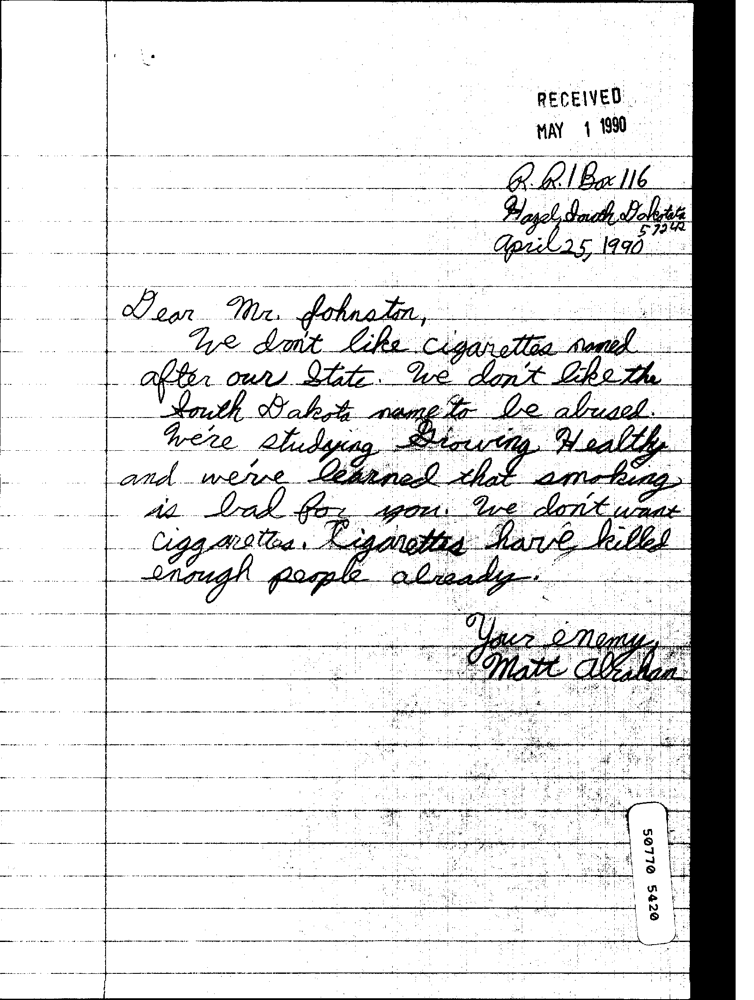 RECEIVED
MAY 1 1990
R.R. 1 Box 116
Hazel, South Dakota
57242
April 25, 1990
Dear Mr. Johnston,
We don't like cigarettes named
after our State. We don't like the
South Dakota name to be abused.
We're studying Growing Healthy
and we've learned that smoking
is bad for you. We don't want
ciggarettes. Cigarettes have killed
enough people already.
Your enemy,
Matt Abraham
50770 5420